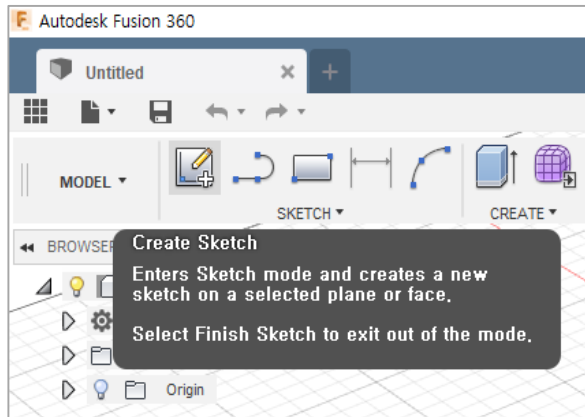 Autodesk Fusion 360
Untitled
MODEL
SKETCH
CREATE
BROWSER
Create Sketch
Enters Sketch mode and creates a new
sketch on a selected plane or face.
Select Finish Sketch to exit out of the mode.
Origin